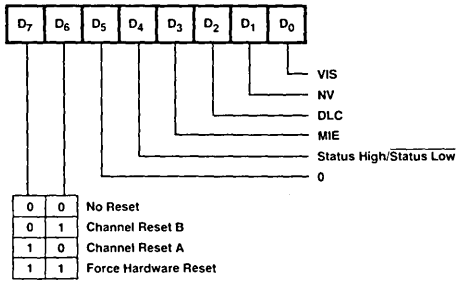 D7 D6 D5 D4 D3 D2 D1 D0
VIS
NV
DLC
MIE
Status High/Status Low
0
0 0 No Reset
0 1 Channel Reset B
1 0 Channel Reset A
1 1 Force Hardware Reset